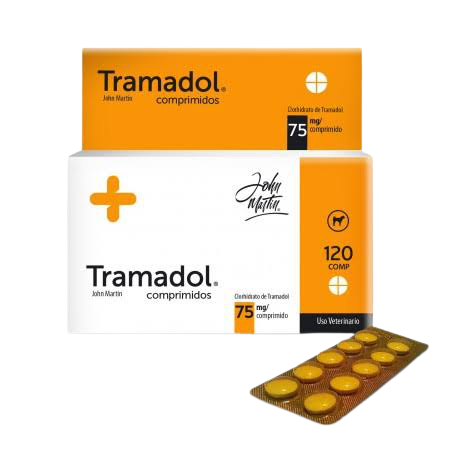 Tramadol®
John Martin comprimidos
Clorhidrato de Tramadol
75 mg/
comprimido
John
Martin®
Tramadol®
John Martin comprimidos
120
COMP
Clorhidrato de Tramadol
75 mg/
comprimido
Uso Veterinario